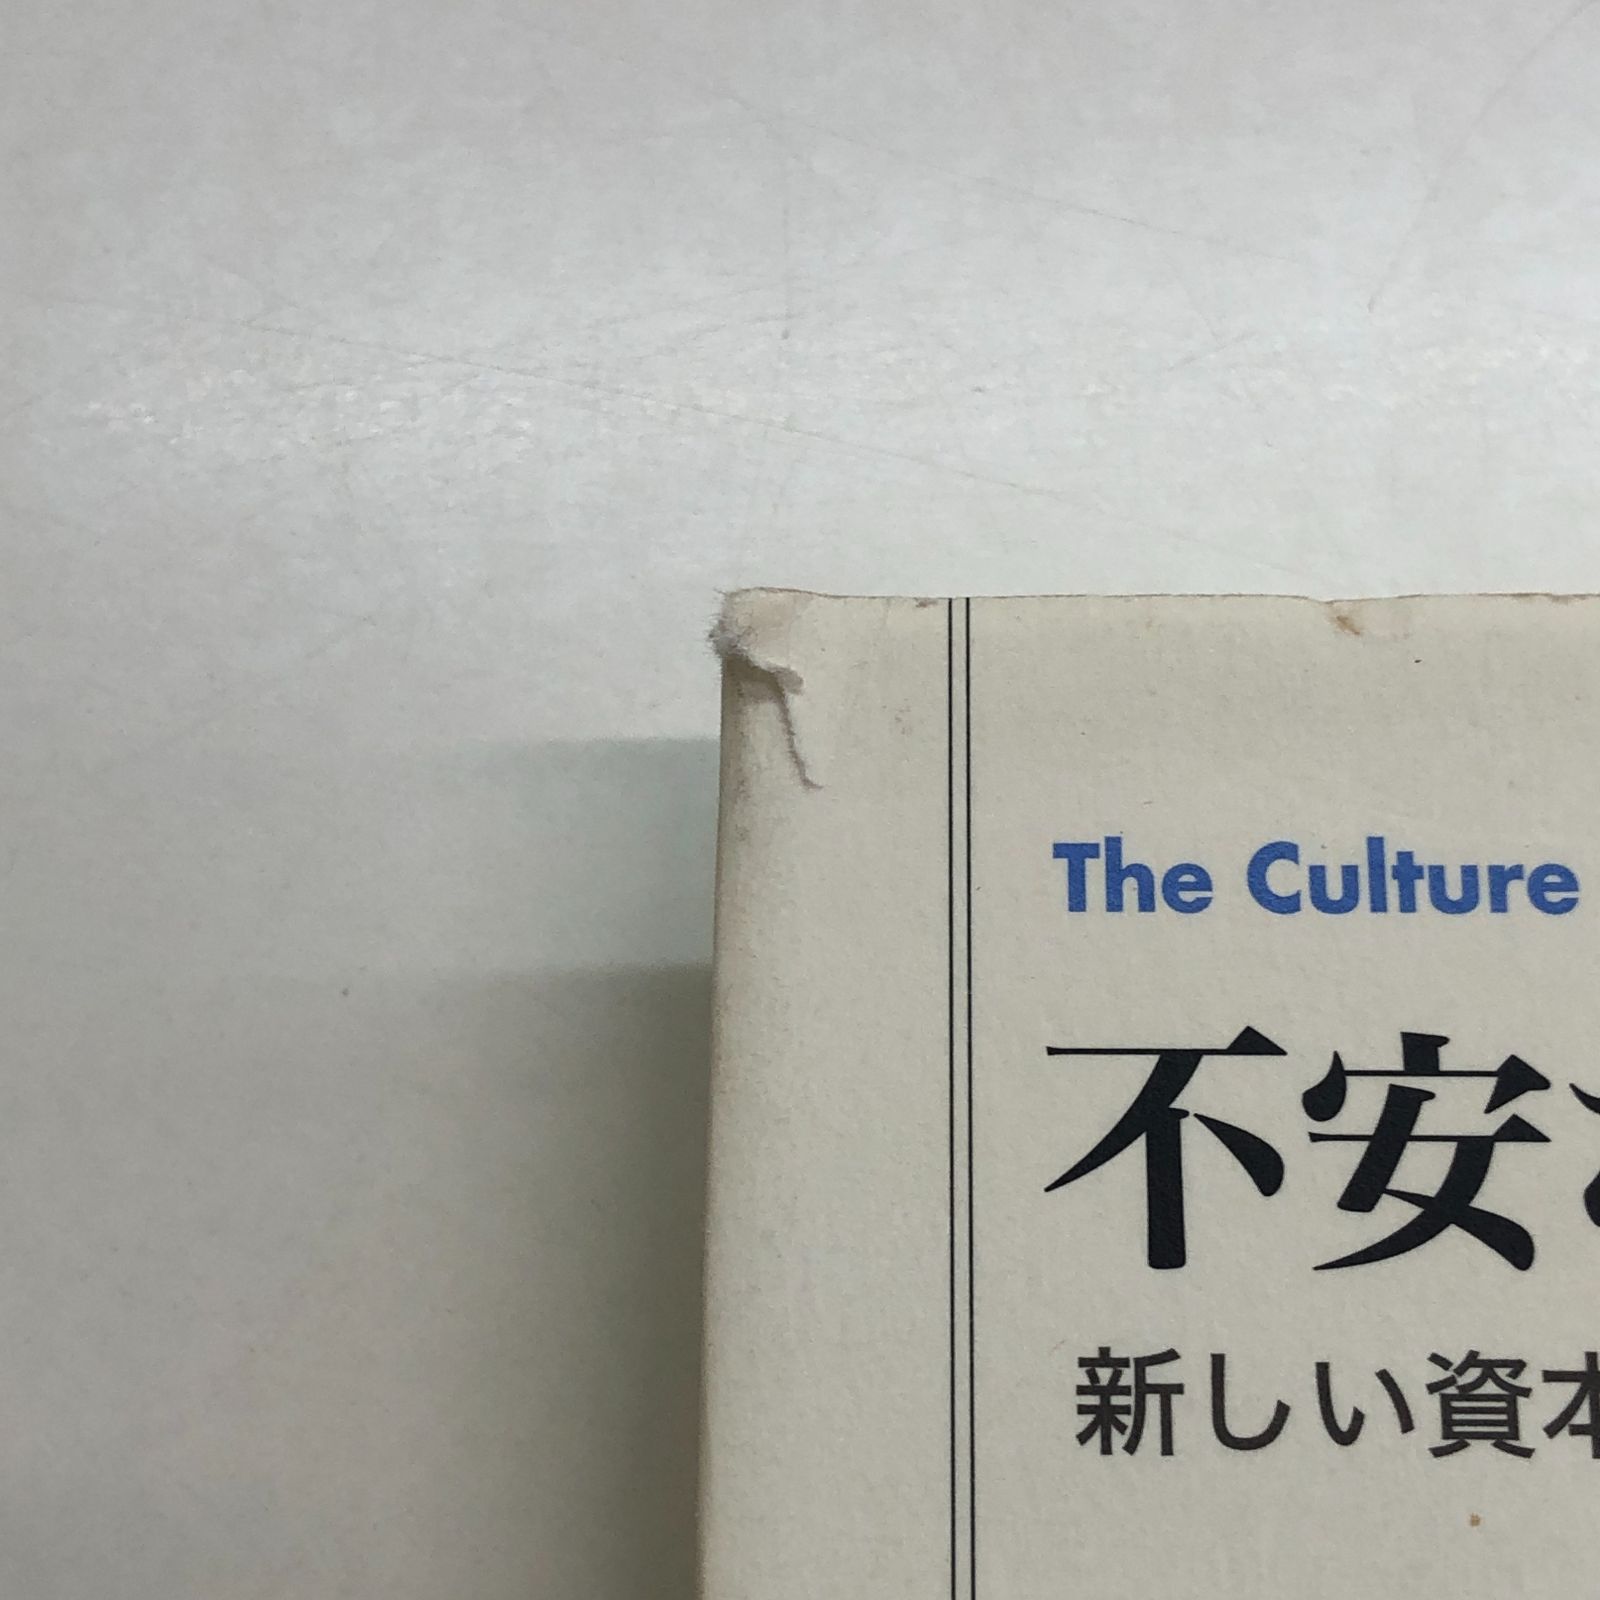 The Culture
不安
新しい資本